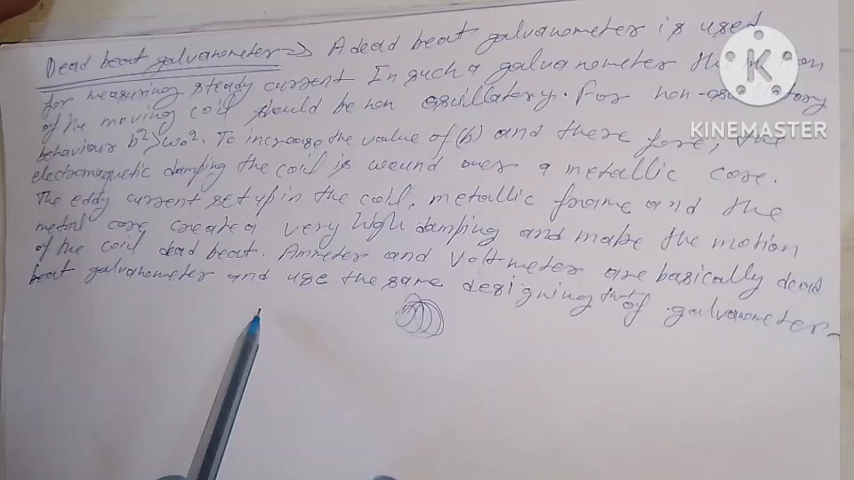 Dead beat galvanometer → A dead beat galvanometer is used
for measuring steady current In such a galvanometer the
of the moving coil should be non oscillatory. For non-oscillatory
behaviour b²>ω₀². To increase the value of (b) and there fore, the
electromagnetic damping the coil is wound over a metallic core.
The eddy current set up in the coil, metallic frame and the
metal core create a very high damping and make the motion
of the coil dead beat. Ammeter and Voltmeter are basically dead
beat galvanometer and use the same designing that of galvanometer
KINEMASTER